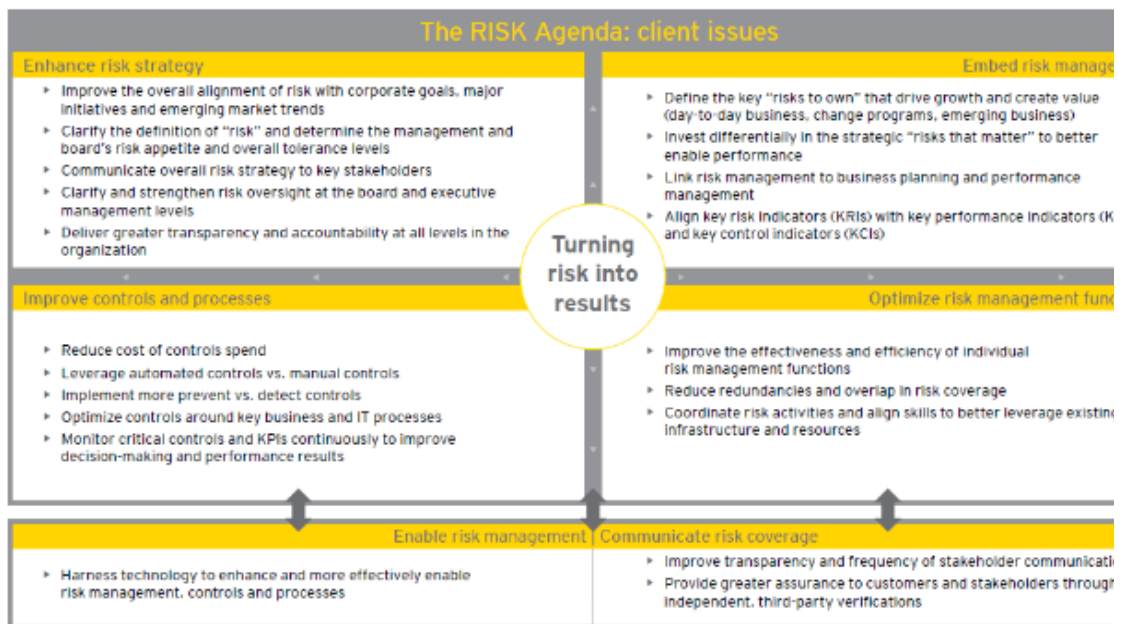 The RISK Agenda: client issues
Enhance risk strategy
▸ Improve the overall alignment of risk with corporate goals, major
initiatives and emerging market trends
▸ Clarify the definition of “risk” and determine the management and
board’s risk appetite and overall tolerance levels
▸ Communicate overall risk strategy to key stakeholders
▸ Clarify and strengthen risk oversight at the board and executive
management levels
▸ Deliver greater transparency and accountability at all levels in the
organization
Embed risk manage
▸ Define the key “risks to own” that drive growth and create value
(day-to-day business, change programs, emerging business)
▸ Invest differentially in the strategic “risks that matter” to better
enable performance
▸ Link risk management to business planning and performance
management
▸ Align key risk indicators (KRIs) with key performance indicators (K
and key control indicators (KCIs)
Turning
risk into
results
Improve controls and processes
▸ Reduce cost of controls spend
▸ Leverage automated controls vs. manual controls
▸ Implement more prevent vs. detect controls
▸ Optimize controls around key business and IT processes
▸ Monitor critical controls and KPIs continuously to improve
decision-making and performance results
Optimize risk management func
▸ Improve the effectiveness and efficiency of individual
risk management functions
▸ Reduce redundancies and overlap in risk coverage
▸ Coordinate risk activities and align skills to better leverage existing
infrastructure and resources
Enable risk management
▸ Harness technology to enhance and more effectively enable
risk management, controls and processes
Communicate risk coverage
▸ Improve transparency and frequency of stakeholder communicati
▸ Provide greater assurance to customers and stakeholders through
independent, third-party verifications